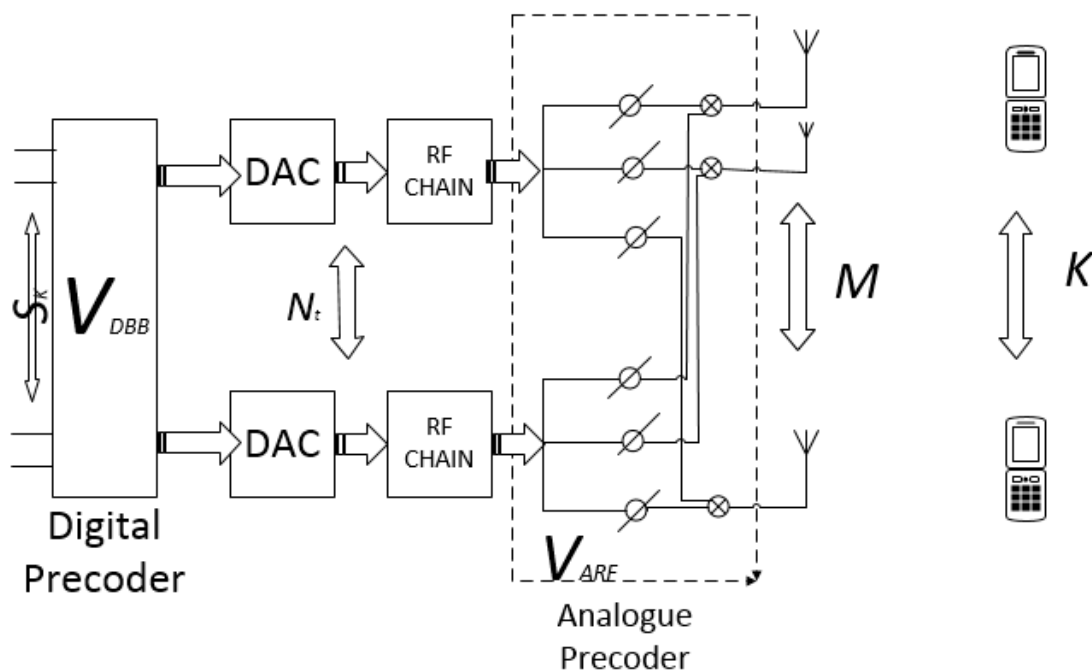 DAC
RF
CHAIN
S_K
V_DBB
N_t
M
K
DAC
RF
CHAIN
Digital
Precoder
V_ARF
Analogue
Precoder